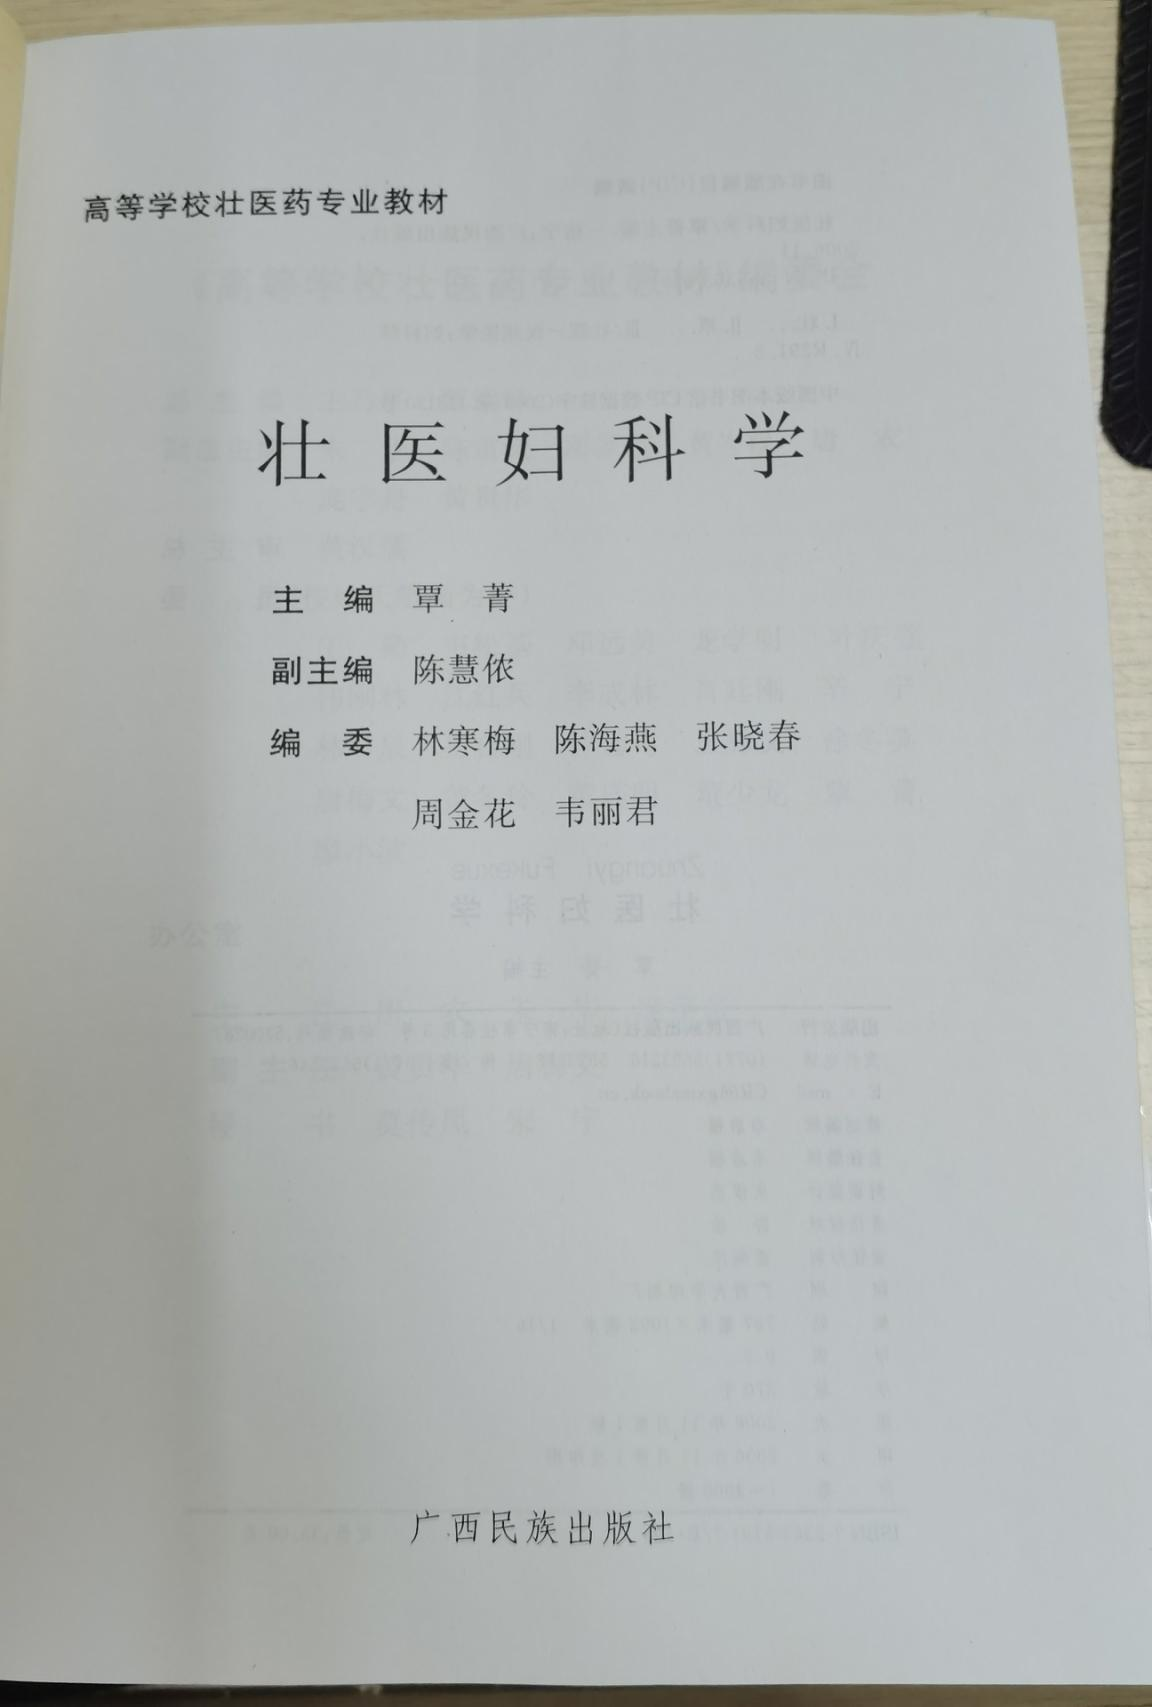 高等学校壮医药专业教材
壮医妇科学
主 编 覃 菁
副主编 陈慧侬
编 委 林寒梅 陈海燕 张晓春
周金花 韦丽君
广西民族出版社